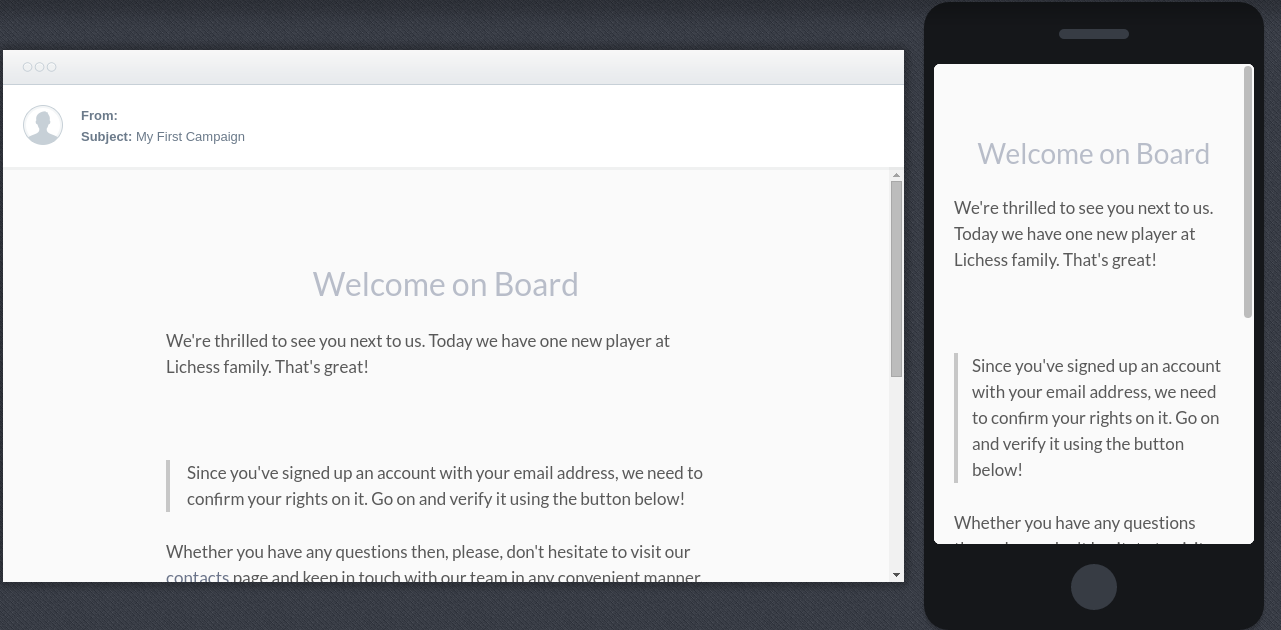 From:
Subject: My First Campaign
Welcome on Board
We're thrilled to see you next to us. Today we have one new player at
Lichess family. That's great!
Since you've signed up an account with your email address, we need to
confirm your rights on it. Go on and verify it using the button below!
Whether you have any questions then, please, don't hesitate to visit our
contacts page and keep in touch with our team in any convenient manner
Welcome on Board
We're thrilled to see you next to us.
Today we have one new player at
Lichess family. That's great!
Since you've signed up an account
with your email address, we need
to confirm your rights on it. Go on
and verify it using the button
below!
Whether you have any questions